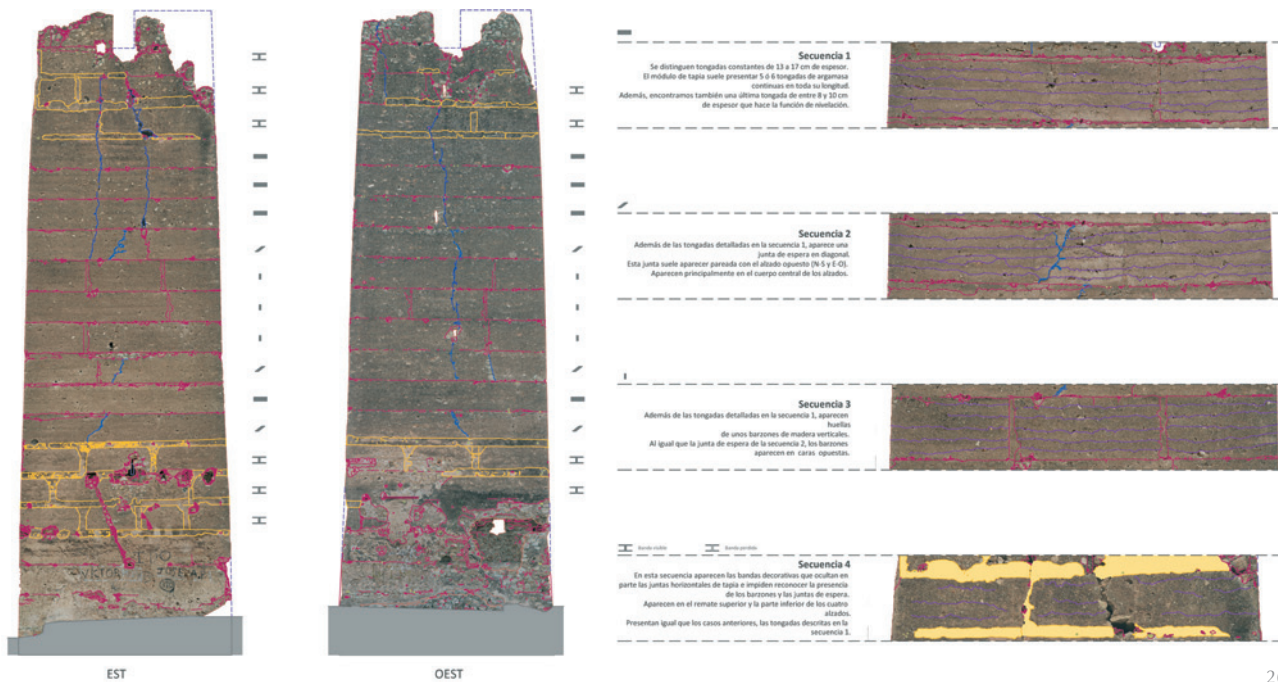 Secuencia 1
Se distinguen tongadas constantes de 13 a 17 cm de espesor.
El módulo de tapia suele presentar 5 ó 6 tongadas de argamasa
continuas en toda su longitud.
Además, encontramos también una última tongada de entre 8 y 10 cm
de espesor que hace la función de nivelación.
Secuencia 2
Además de las tongadas detalladas en la secuencia 1, aparece una
junta de espera en diagonal.
Esta junta suele aparecer pareada con el alzado opuesto (N-S y E-O).
Aparecen principalmente en el cuerpo central de los alzados.
Secuencia 3
Además de las tongadas detalladas en la secuencia 1, aparecen
huellas
de unos barzones de madera verticales.
Al igual que la junta de espera de la secuencia 2, los barzones
aparecen en caras opuestas.
Banda visible
Banda perdida
Secuencia 4
En esta secuencia aparecen las bandas decorativas que ocultan en
parte las juntas horizontales de tapia e impiden reconocer la presencia
de los barzones y las juntas de espera.
Aparecen en el remate superior y la parte inferior de los cuatro
alzados.
Presentan igual que los casos anteriores, las tongadas descritas en la
secuencia 1.
EST
OEST